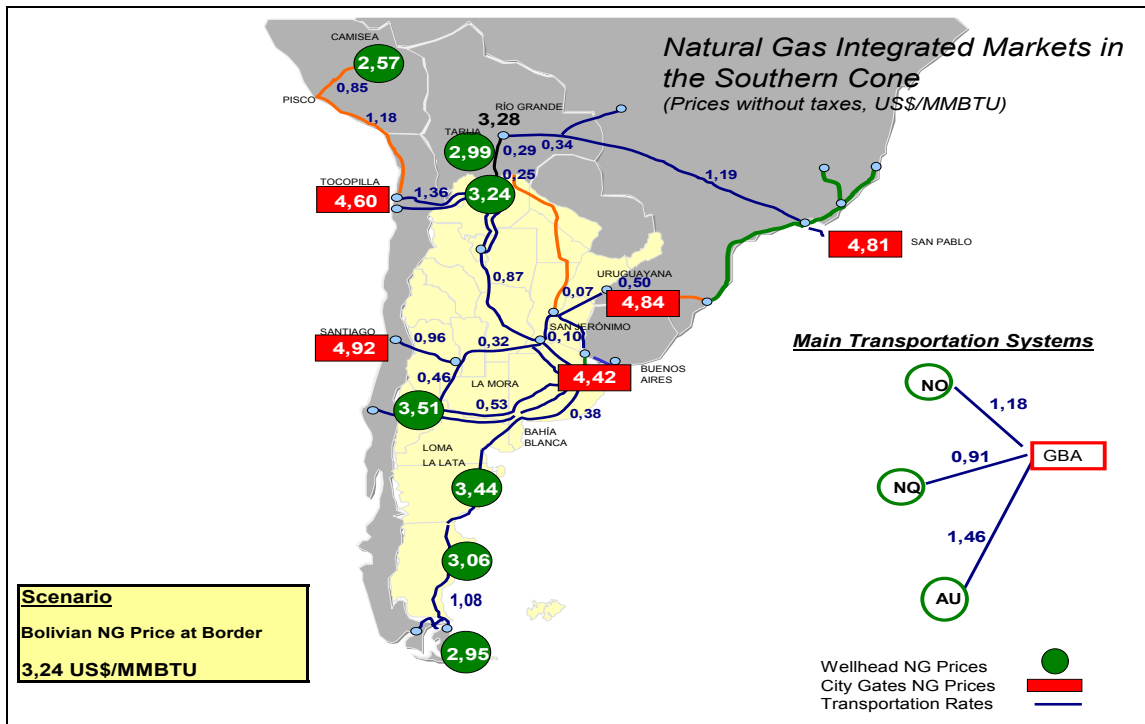 Natural Gas Integrated Markets in
the Southern Cone
(Prices without taxes, US$/MMBTU)
CAMISEA
2,57
0,85
PISCO
1,18
RÍO GRANDE
3,28
TARIJA
2,99
0,29
0,34
0,25
1,19
TOCOPILLA
4,60
1,36
3,24
4,81
SAN PABLO
0,87
URUGUAYANA
0,50
0,07
4,84
SANTIAGO
4,92
0,96
0,32
SAN JERÓNIMO
0,10
BUENOS
AIRES
4,42
0,46
LA MORA
3,51
0,53
0,38
BAHÍA
BLANCA
LOMA
LA LATA
3,44
3,06
1,08
2,95
Main Transportation Systems
NO
1,18
0,91
GBA
NQ
1,46
AU
Scenario
Bolivian NG Price at Border
3,24 US$/MMBTU
Wellhead NG Prices
City Gates NG Prices
Transportation Rates